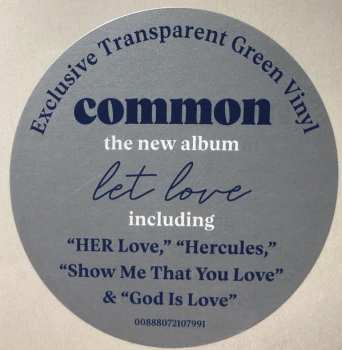 Exclusive Transparent Green Vinyl
common
the new album
let love
including
“HER Love,” “Hercules,”
“Show Me That You Love”
& “God Is Love”
00888072107991